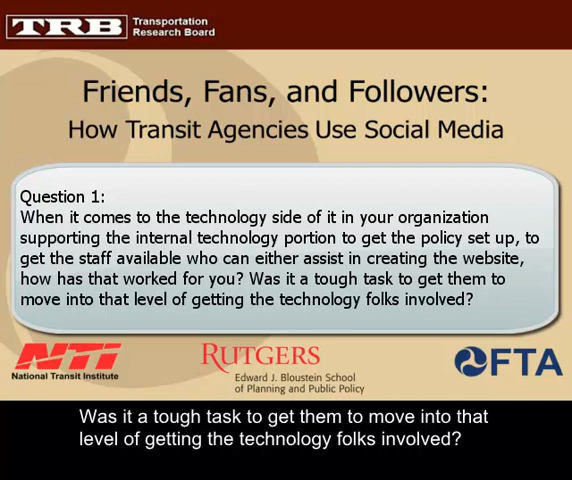 TRB
Transportation
Research Board
Friends, Fans, and Followers:
How Transit Agencies Use Social Media
Question 1:
When it comes to the technology side of it in your organization
supporting the internal technology portion to get the policy set up, to
get the staff available who can either assist in creating the website,
how has that worked for you? Was it a tough task to get them to
move into that level of getting the technology folks involved?
NTI
National Transit Institute
RUTGERS
Edward J. Bloustein School
of Planning and Public Policy
FTA
Was it a tough task to get them to move into that
level of getting the technology folks involved?